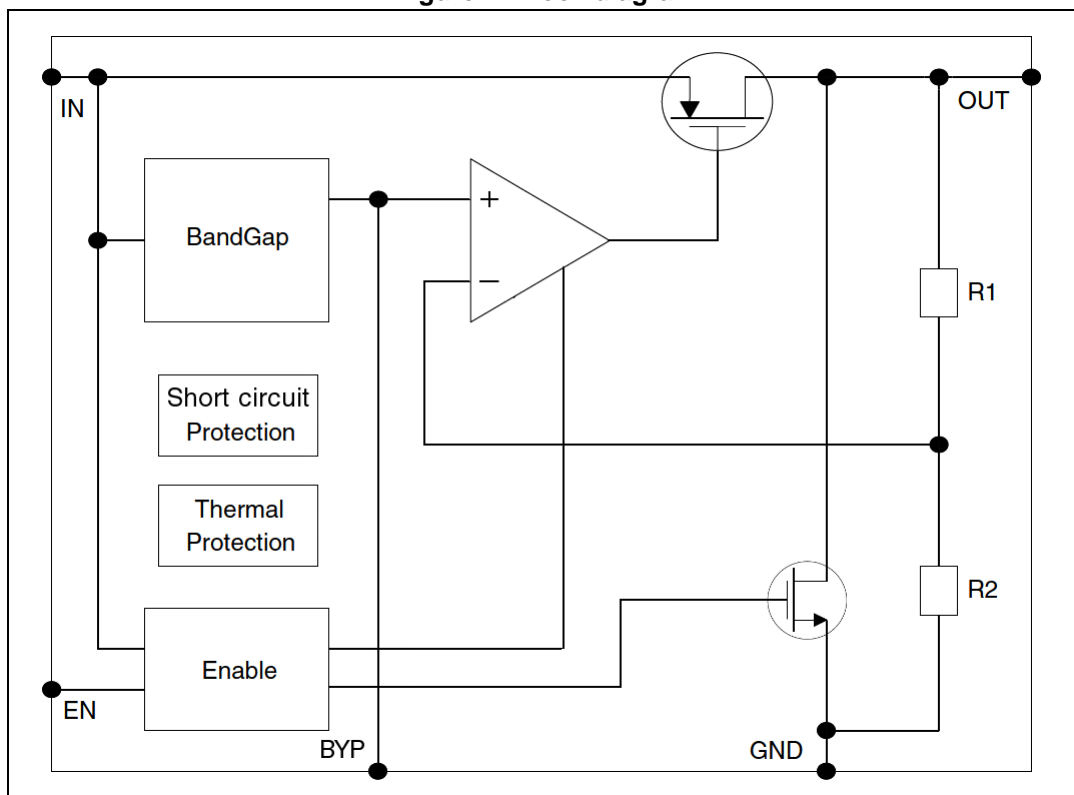 IN
OUT
BandGap
+
−
R1
Short circuit
Protection
Thermal
Protection
R2
Enable
EN
BYP
GND